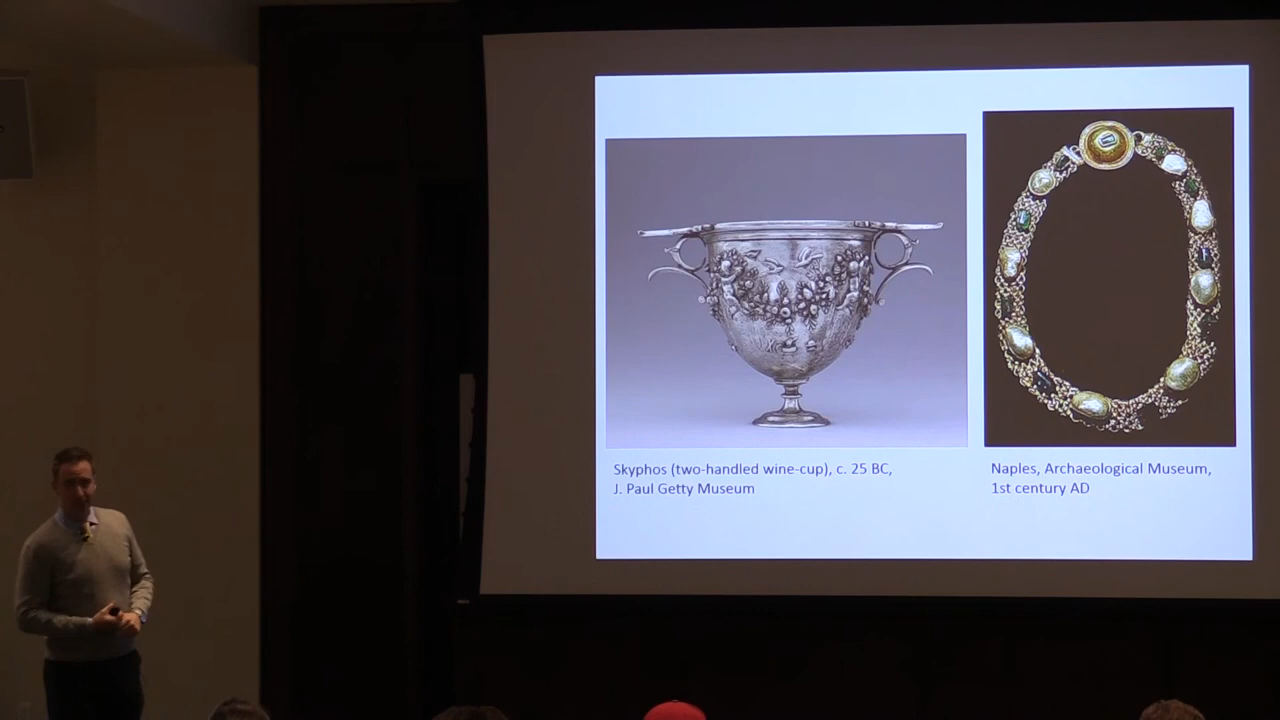 Skyphos (two-handled wine-cup), c. 25 BC,
J. Paul Getty Museum
Naples, Archaeological Museum,
1st century AD